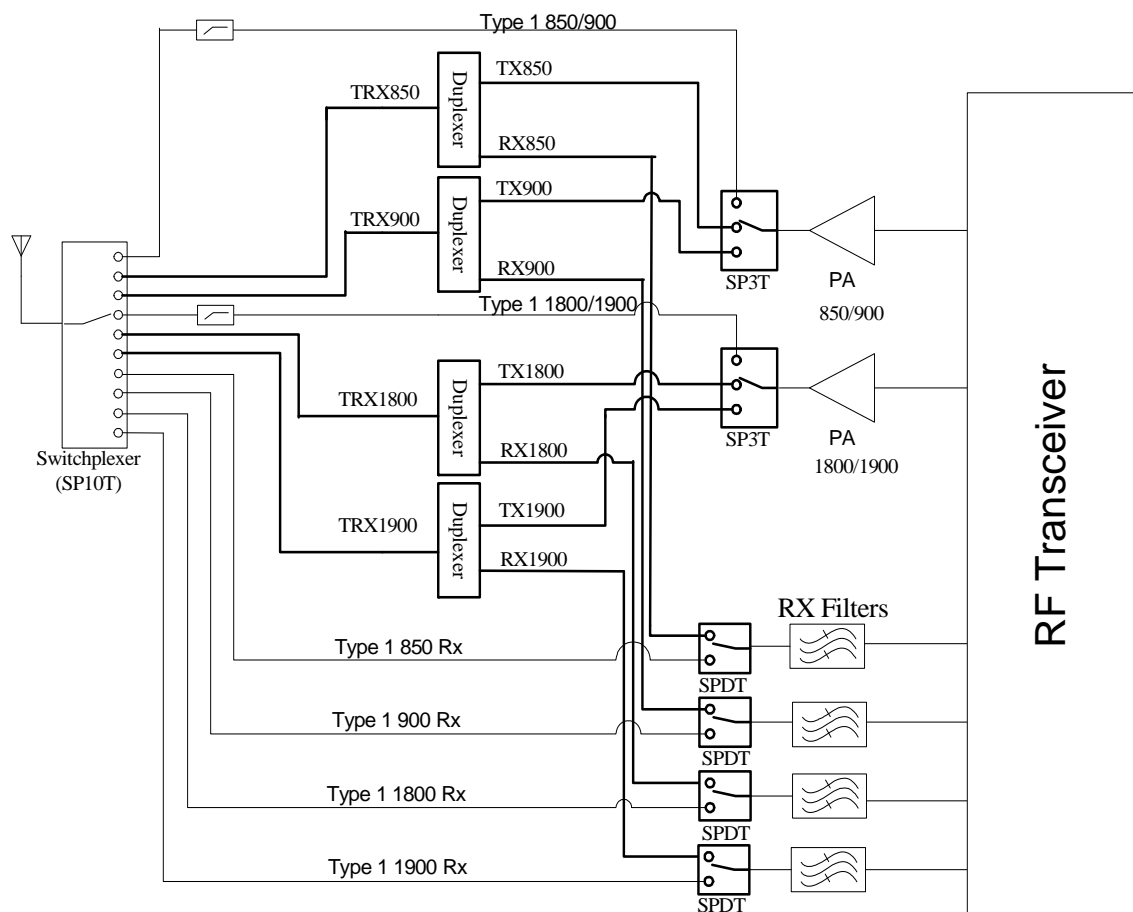 Type 1 850/900
TX850
TRX850
Duplexer
RX850
TX900
TRX900
Duplexer
RX900
SP3T
PA
850/900
Type 1 1800/1900
TX1800
TRX1800
Duplexer
RX1800
SP3T
PA
1800/1900
Switchplexer
(SP10T)
TX1900
TRX1900
Duplexer
RX1900
RF Transceiver
RX Filters
Type 1 850 Rx
SPDT
Type 1 900 Rx
SPDT
Type 1 1800 Rx
SPDT
Type 1 1900 Rx
SPDT